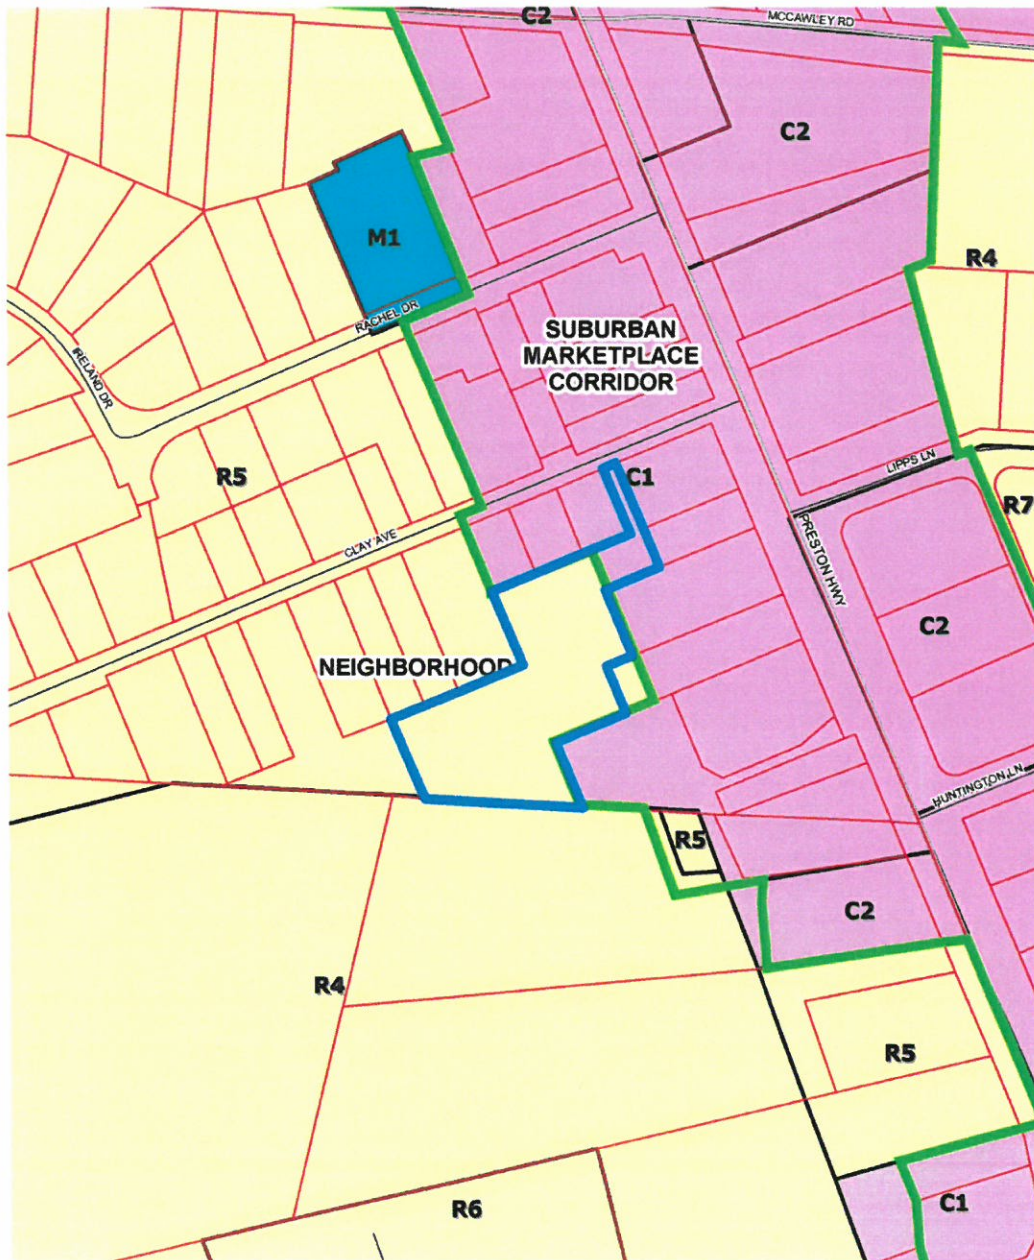 C2
MCCAWLEY RD
C2
M1
R4
RACHEL DR
SUBURBAN
MARKETPLACE
CORRIDOR
IRELAND DR
R5
C1
LIPPS LN
R7
CLAY AVE
PRESTON HWY
C2
NEIGHBORHOOD
HUNTINGTON LN
R5
C2
R4
R5
R6
C1